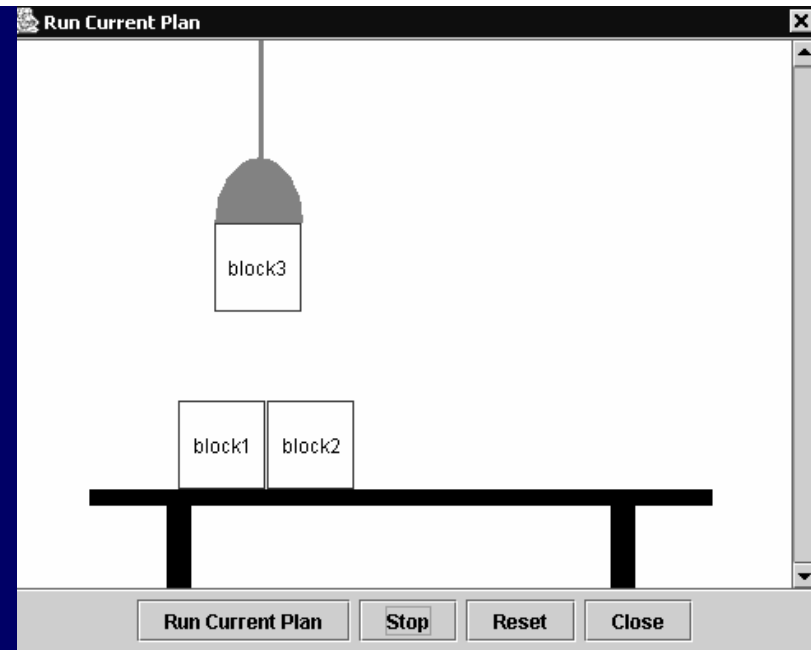 Run Current Plan
block3
block1 block2
Run Current Plan Stop Reset Close